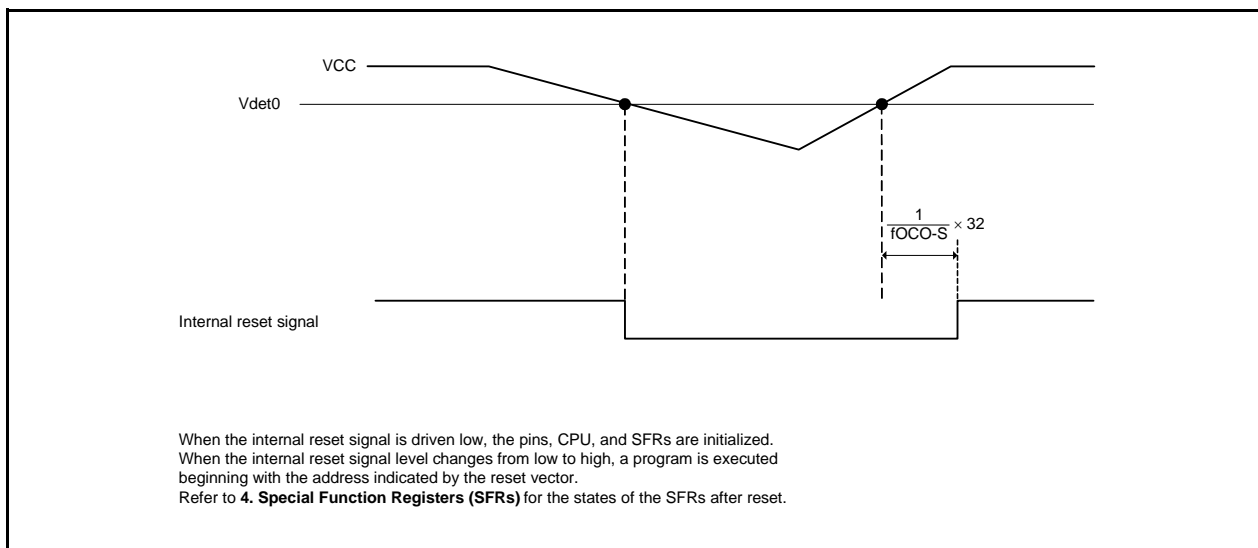 VCC
Vdet0
1
fOCO-S × 32
Internal reset signal
When the internal reset signal is driven low, the pins, CPU, and SFRs are initialized.
When the internal reset signal level changes from low to high, a program is executed
beginning with the address indicated by the reset vector.
Refer to 4. Special Function Registers (SFRs) for the states of the SFRs after reset.